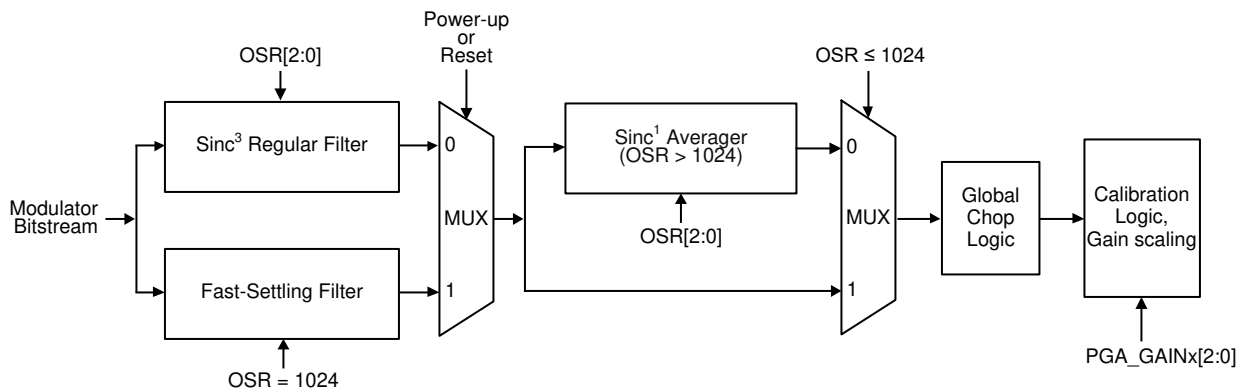 Power-up
or
Reset
OSR[2:0]
OSR ≤ 1024
Sinc³ Regular Filter
0
Sinc¹ Averager
(OSR > 1024)
0
Modulator
Bitstream
MUX
OSR[2:0]
MUX
Global
Chop
Logic
Calibration
Logic,
Gain scaling
Fast-Settling Filter
1
1
OSR = 1024
PGA_GAINx[2:0]